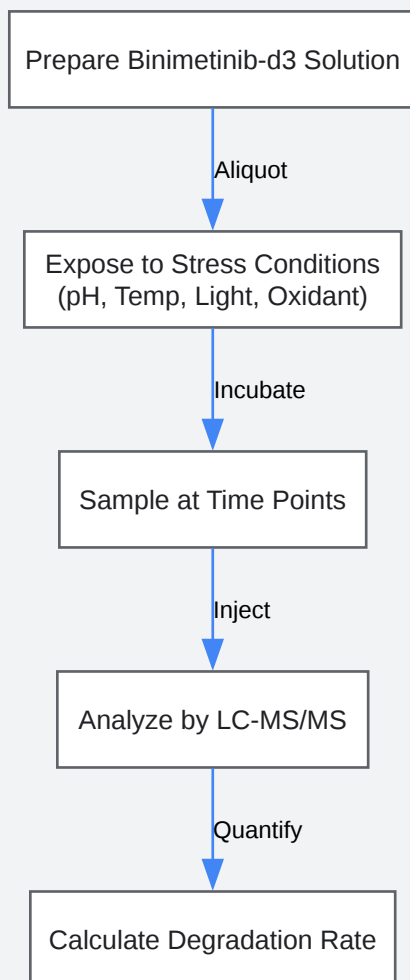 Prepare Binimetinib-d3 Solution
Aliquot
Expose to Stress Conditions
(pH, Temp, Light, Oxidant)
Incubate
Sample at Time Points
Inject
Analyze by LC-MS/MS
Quantify
Calculate Degradation Rate